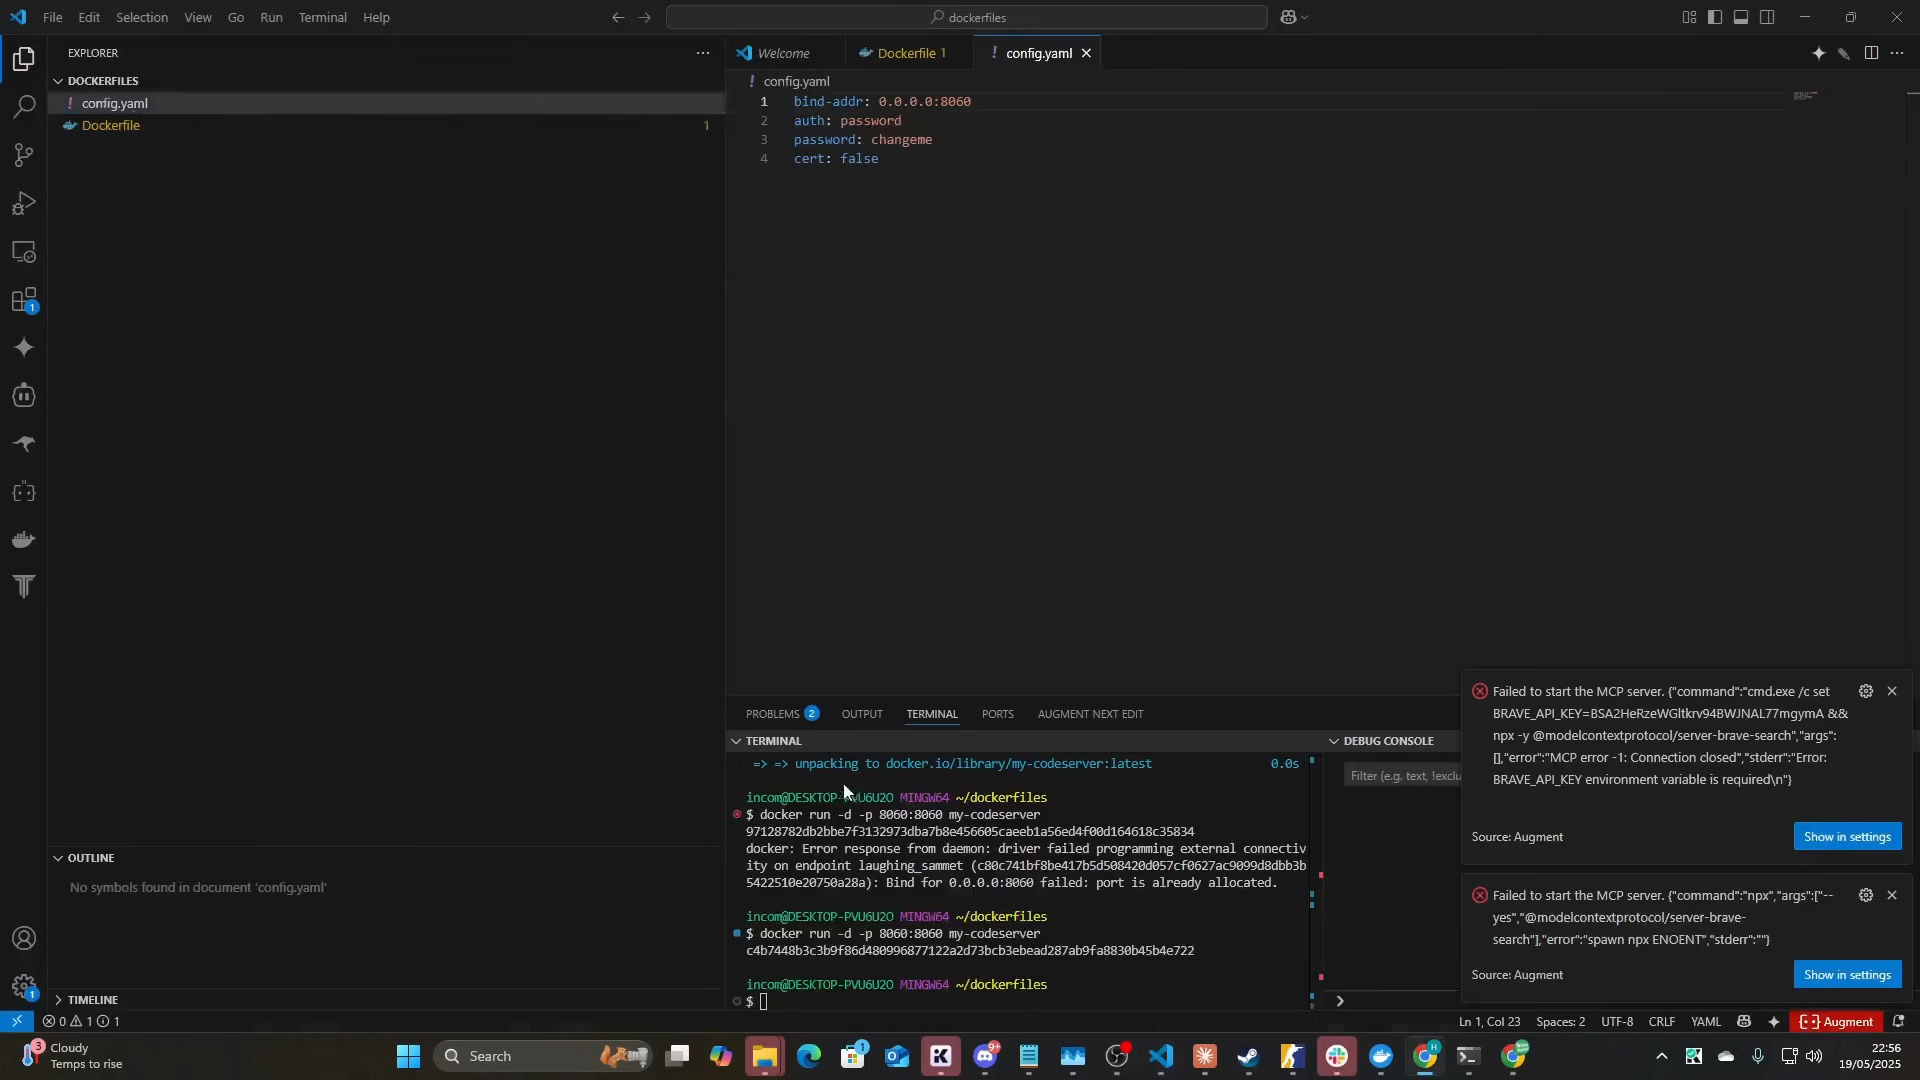 File Edit Selection View Go Run Terminal Help
dockerfiles
EXPLORER
DOCKERFILES
config.yaml
Dockerfile 1
OUTLINE
No symbols found in document 'config.yaml'
TIMELINE
Welcome
Dockerfile 1
config.yaml
config.yaml
1 bind-addr: 0.0.0.0:8060
2 auth: password
3 password: changeme
4 cert: false
PROBLEMS 2 OUTPUT TERMINAL PORTS AUGMENT NEXT EDIT
TERMINAL
=> => unpacking to docker.io/library/my-codeserver:latest 0.0s
incom@DESKTOP-PVU6U2O MINGW64 ~/dockerfiles
$ docker run -d -p 8060:8060 my-codeserver
97128782db2bbe7f3132973dba7b8e456605caeeb1a56ed4f00d164618c35834
docker: Error response from daemon: driver failed programming external connectiv
ity on endpoint laughing_sammet (c80c741bf8be417b5d508420d057cf0627ac9099d8dbb3b
5422510e20750a28a): Bind for 0.0.0.0:8060 failed: port is already allocated.
incom@DESKTOP-PVU6U2O MINGW64 ~/dockerfiles
$ docker run -d -p 8060:8060 my-codeserver
c4b7448b3c3b9f86d480996877122a2d73bcb3ebead287ab9fa8830b45b4e722
incom@DESKTOP-PVU6U2O MINGW64 ~/dockerfiles
$
DEBUG CONSOLE
Filter (e.g. text, !exclu
Failed to start the MCP server. {"command":"cmd.exe /c set
BRAVE_API_KEY=BSA2HeRzeWGltkrv94BWJNAL77mgymA &&
npx -y @modelcontextprotocol/server-brave-search","args":
[],"error":"MCP error -1: Connection closed","stderr":"Error:
BRAVE_API_KEY environment variable is required\n"}
Source: Augment
Show in settings
Failed to start the MCP server. {"command":"npx","args":["--
yes","@modelcontextprotocol/server-brave-
search"],"error":"spawn npx ENOENT","stderr":""}
Source: Augment
Show in settings
0 1 1
Ln 1, Col 23 Spaces: 2 UTF-8 CRLF YAML Augment
3
Cloudy
Temps to rise
Search
1
9+
22:56
19/05/2025